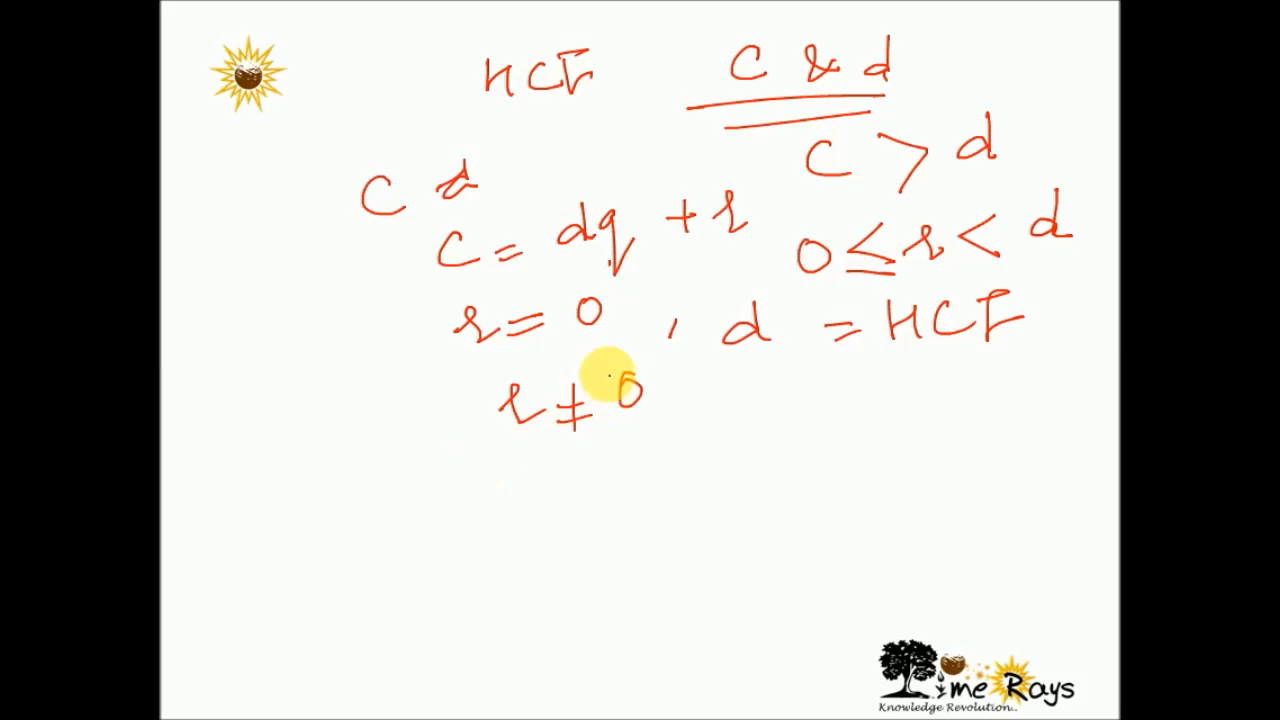 HCF C & d
C > d
C d
C = dq + r 0 ≤ r < d
r = 0 , d = HCF
r ≠ 0
Time Rays
Knowledge Revolution..